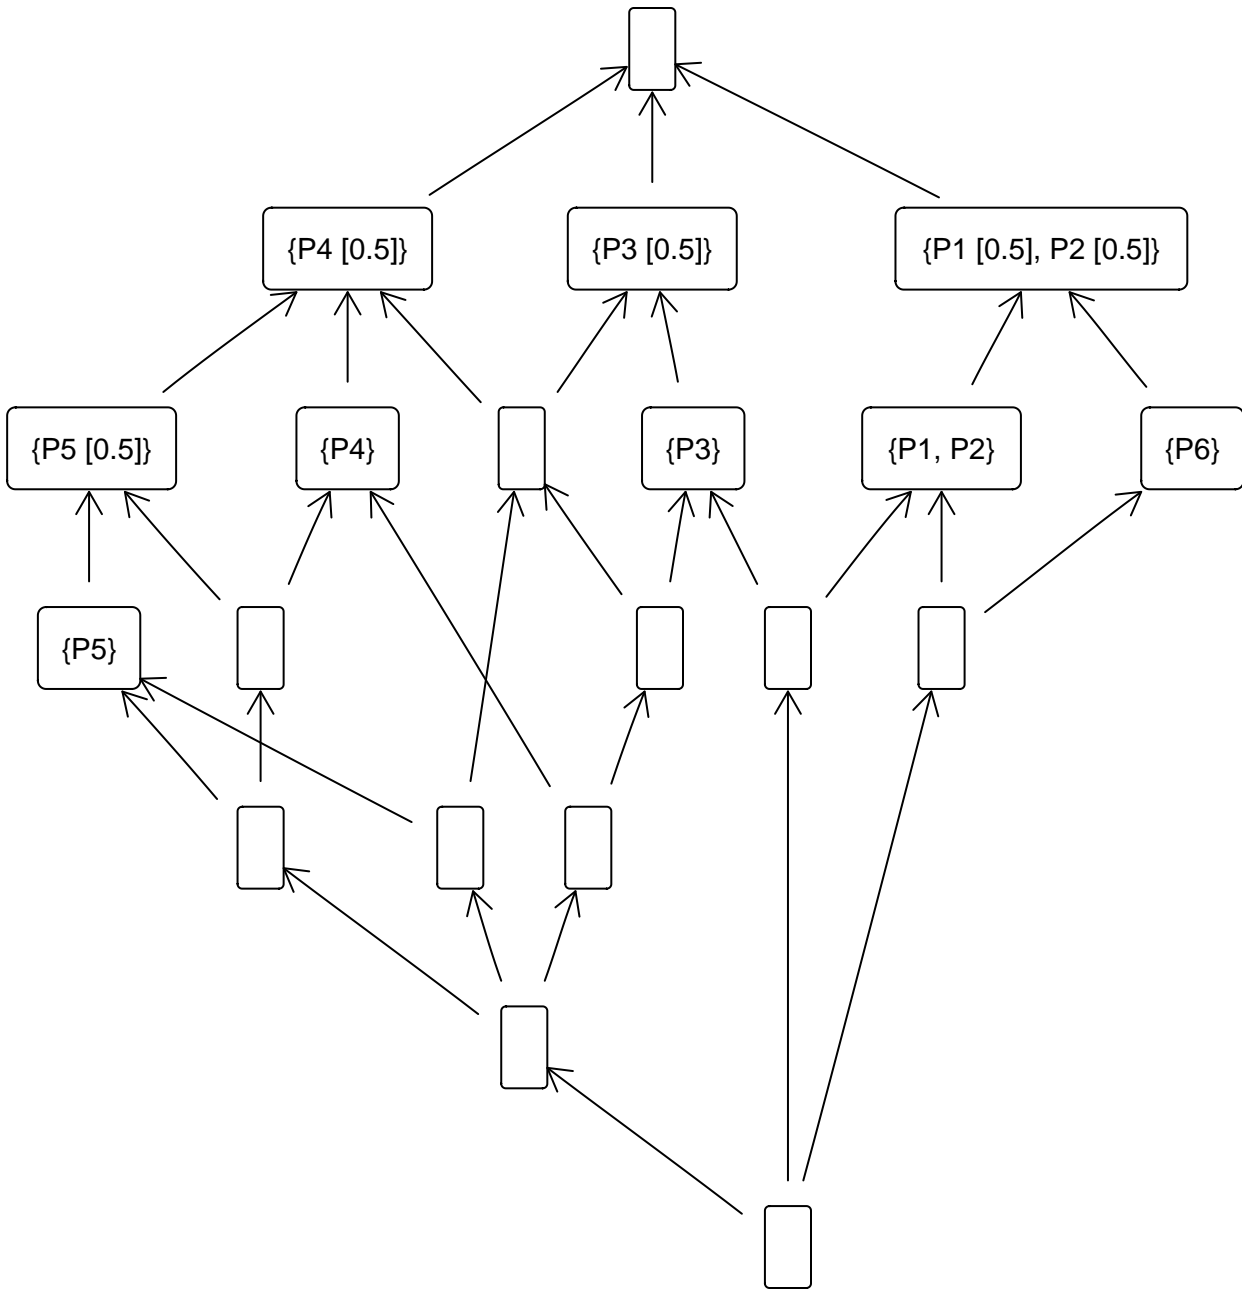 {P4 [0.5]}
{P3 [0.5]}
{P1 [0.5], P2 [0.5]}
{P5 [0.5]}
{P4}
{P3}
{P1, P2}
{P6}
{P5}